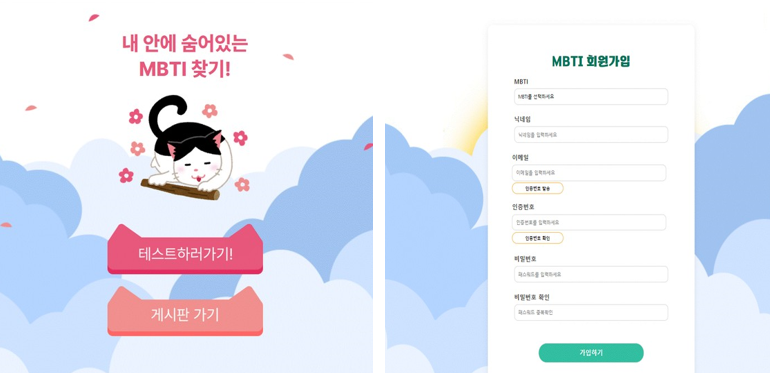 내 안에 숨어있는
MBTI 찾기!
테스트하러가기!
게시판 가기
MBTI 회원가입
MBTI
MBTI를 선택하세요
닉네임
닉네임을 입력하세요
이메일
이메일을 입력하세요
인증번호 발송
인증번호
인증번호를 입력하세요
인증번호 확인
비밀번호
패스워드를 입력하세요
비밀번호 확인
패스워드 중복확인
가입하기